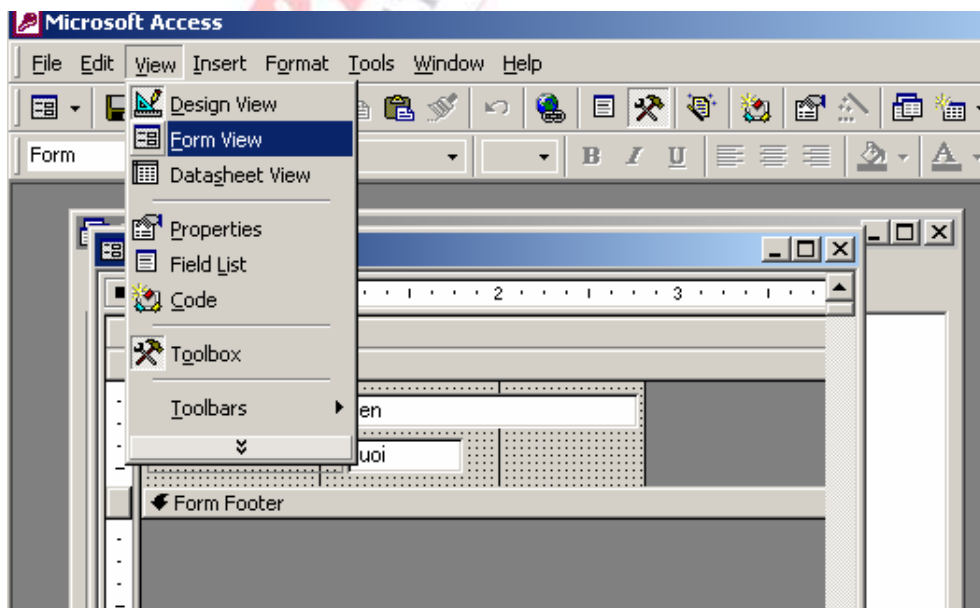 Microsoft Access
File Edit View Insert Format Tools Window Help
Design View
Form View
Datasheet View
Form
B I U A
Properties
Field List
Code
Toolbox
Toolbars
2 3
en
uoi
Form Footer